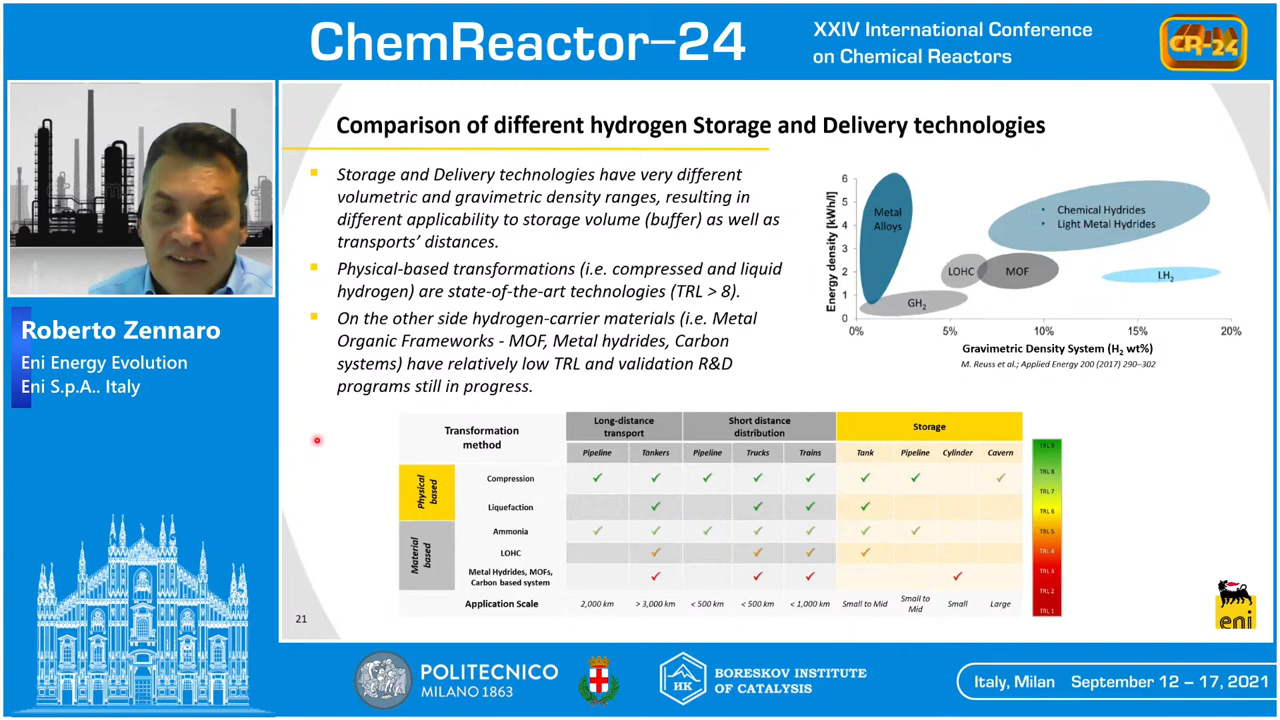 ChemReactor-24
XXIV International Conference
on Chemical Reactors
CR-24
Roberto Zennaro
Eni Energy Evolution
Eni S.p.A.. Italy
Comparison of different hydrogen Storage and Delivery technologies
Storage and Delivery technologies have very different
volumetric and gravimetric density ranges, resulting in
different applicability to storage volume (buffer) as well as
transports' distances.
Physical-based transformations (i.e. compressed and liquid
hydrogen) are state-of-the-art technologies (TRL > 8).
On the other side hydrogen-carrier materials (i.e. Metal
Organic Frameworks - MOF, Metal hydrides, Carbon
systems) have relatively low TRL and validation R&D
programs still in progress.
Energy density [kWh/l]
6
5
4
3
2
1
0
Metal
Alloys
• Chemical Hydrides
• Light Metal Hydrides
LOHC
MOF
LH2
GH2
0% 5% 10% 15% 20%
Gravimetric Density System (H2 wt%)
M. Reuss et al.; Applied Energy 200 (2017) 290–302
Transformation
method
Long-distance
transport
Short distance
distribution
Storage
Pipeline Tankers Pipeline Trucks Trains Tank Pipeline Cylinder Cavern
Physical
based
Compression ✓ ✓ ✓ ✓ ✓ ✓ ✓ ✓
Liquefaction ✓ ✓ ✓ ✓
Material
based
Ammonia ✓ ✓ ✓ ✓ ✓ ✓ ✓
LOHC ✓ ✓ ✓ ✓
Metal Hydrides, MOFs,
Carbon based system ✓ ✓ ✓ ✓
Application Scale 2,000 km > 3,000 km < 500 km < 500 km < 1,000 km Small to Mid Small to Mid Small Large
TRL 9
TRL 8
TRL 7
TRL 6
TRL 5
TRL 4
TRL 3
TRL 2
TRL 1
21
eni
POLITECNICO
MILANO 1863
НК
BORESKOV INSTITUTE
OF CATALYSIS
Italy, Milan September 12 – 17, 2021